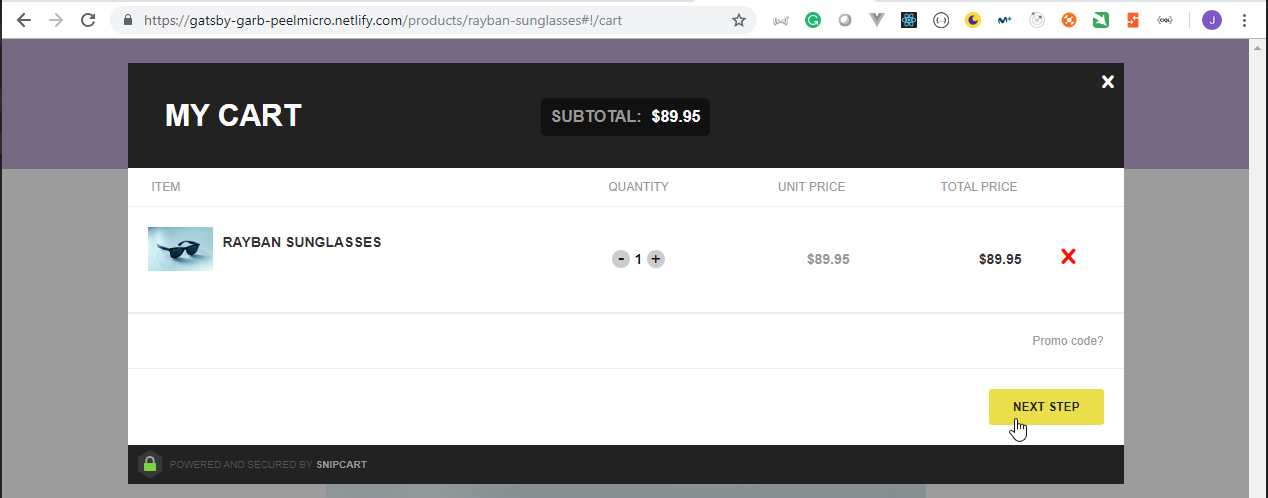 https://gatsby-garb-peelmicro.netlify.com/products/rayban-sunglasses#!/cart
J
MY CART
SUBTOTAL: $89.95
ITEM QUANTITY UNIT PRICE TOTAL PRICE
RAYBAN SUNGLASSES
- 1 + $89.95 $89.95
Promo code?
NEXT STEP
POWERED AND SECURED BY SNIPCART